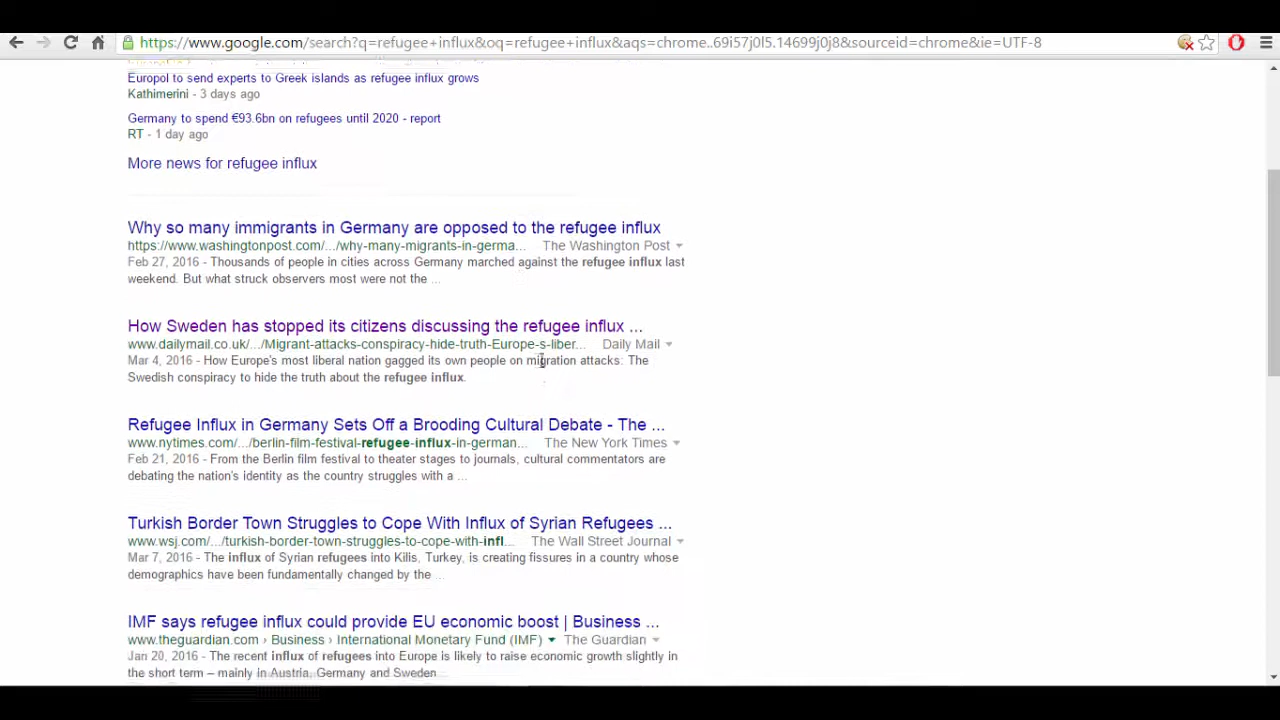 https://www.google.com/search?q=refugee+influx&oq=refugee+influx&aqs=chrome..69i57j0l5.14699j0j8&sourceid=chrome&ie=UTF-8
Europol to send experts to Greek islands as refugee influx grows
Kathimerini - 3 days ago
Germany to spend €93.6bn on refugees until 2020 - report
RT - 1 day ago
More news for refugee influx
Why so many immigrants in Germany are opposed to the refugee influx
https://www.washingtonpost.com/.../why-many-migrants-in-germa... The Washington Post
Feb 27, 2016 - Thousands of people in cities across Germany marched against the refugee influx last
weekend. But what struck observers most were not the ...
How Sweden has stopped its citizens discussing the refugee influx ...
www.dailymail.co.uk/.../Migrant-attacks-conspiracy-hide-truth-Europe-s-liber... Daily Mail
Mar 4, 2016 - How Europe's most liberal nation gagged its own people on migration attacks: The
Swedish conspiracy to hide the truth about the refugee influx.
Refugee Influx in Germany Sets Off a Brooding Cultural Debate - The ...
www.nytimes.com/.../berlin-film-festival-refugee-influx-in-german... The New York Times
Feb 21, 2016 - From the Berlin film festival to theater stages to journals, cultural commentators are
debating the nation's identity as the country struggles with a ...
Turkish Border Town Struggles to Cope With Influx of Syrian Refugees ...
www.wsj.com/.../turkish-border-town-struggles-to-cope-with-infl... The Wall Street Journal
Mar 7, 2016 - The influx of Syrian refugees into Kilis, Turkey, is creating fissures in a country whose
demographics have been fundamentally changed by the ...
IMF says refugee influx could provide EU economic boost | Business ...
www.theguardian.com › Business › International Monetary Fund (IMF) The Guardian
Jan 20, 2016 - The recent influx of refugees into Europe is likely to raise economic growth slightly in
the short term – mainly in Austria, Germany and Sweden